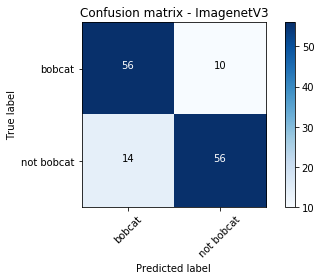 Confusion matrix - ImagenetV3
True label
bobcat
not bobcat
56
10
14
56
bobcat
not bobcat
Predicted label
50
40
30
20
10